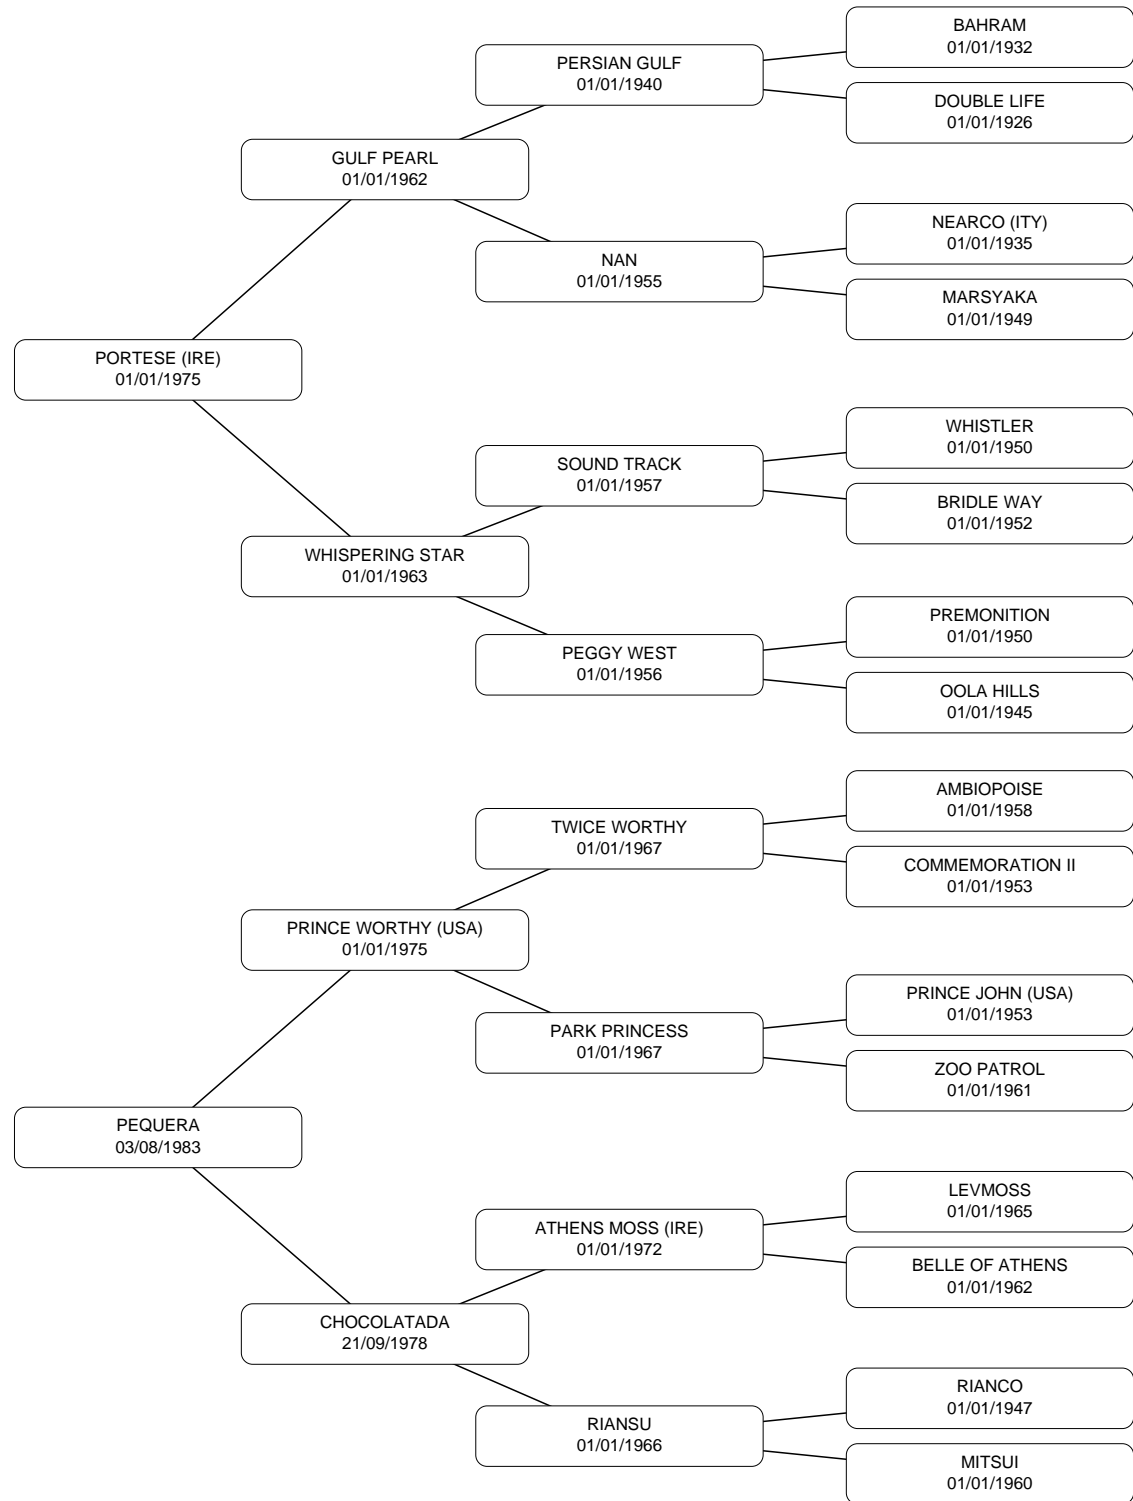 BAHRAM
01/01/1932
PERSIAN GULF
01/01/1940
DOUBLE LIFE
01/01/1926
GULF PEARL
01/01/1962
NEARCO (ITY)
01/01/1935
NAN
01/01/1955
MARSYAKA
01/01/1949
PORTESE (IRE)
01/01/1975
WHISTLER
01/01/1950
SOUND TRACK
01/01/1957
BRIDLE WAY
01/01/1952
WHISPERING STAR
01/01/1963
PREMONITION
01/01/1950
PEGGY WEST
01/01/1956
OOLA HILLS
01/01/1945
AMBIOPOISE
01/01/1958
TWICE WORTHY
01/01/1967
COMMEMORATION II
01/01/1953
PRINCE WORTHY (USA)
01/01/1975
PRINCE JOHN (USA)
01/01/1953
PARK PRINCESS
01/01/1967
ZOO PATROL
01/01/1961
PEQUERA
03/08/1983
LEVMOSS
01/01/1965
ATHENS MOSS (IRE)
01/01/1972
BELLE OF ATHENS
01/01/1962
CHOCOLATADA
21/09/1978
RIANCO
01/01/1947
RIANSU
01/01/1966
MITSUI
01/01/1960